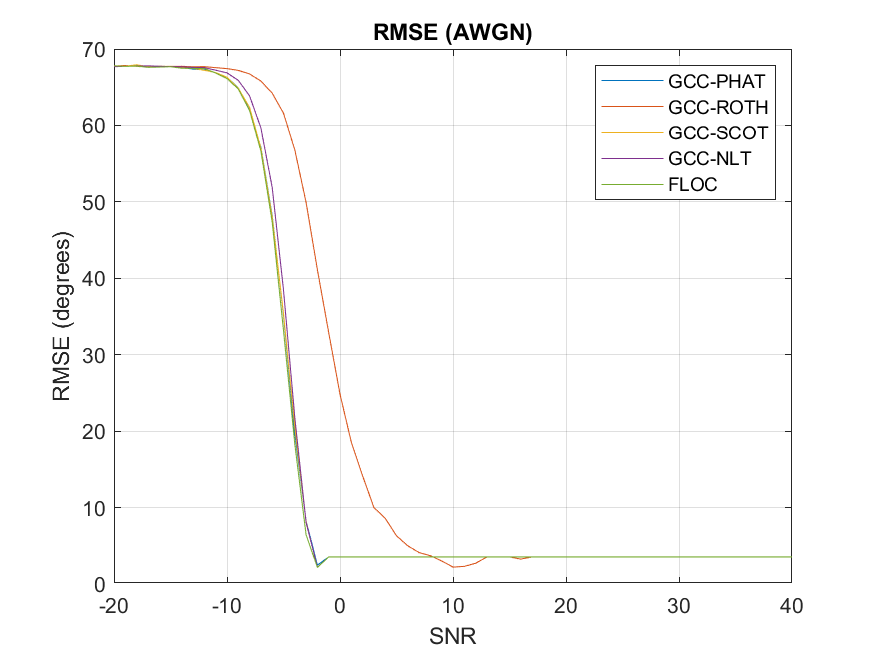 RMSE (AWGN)
70
60
50
40
30
20
10
0
RMSE (degrees)
GCC-PHAT
GCC-ROTH
GCC-SCOT
GCC-NLT
FLOC
-20
-10
0
10
20
30
40
SNR